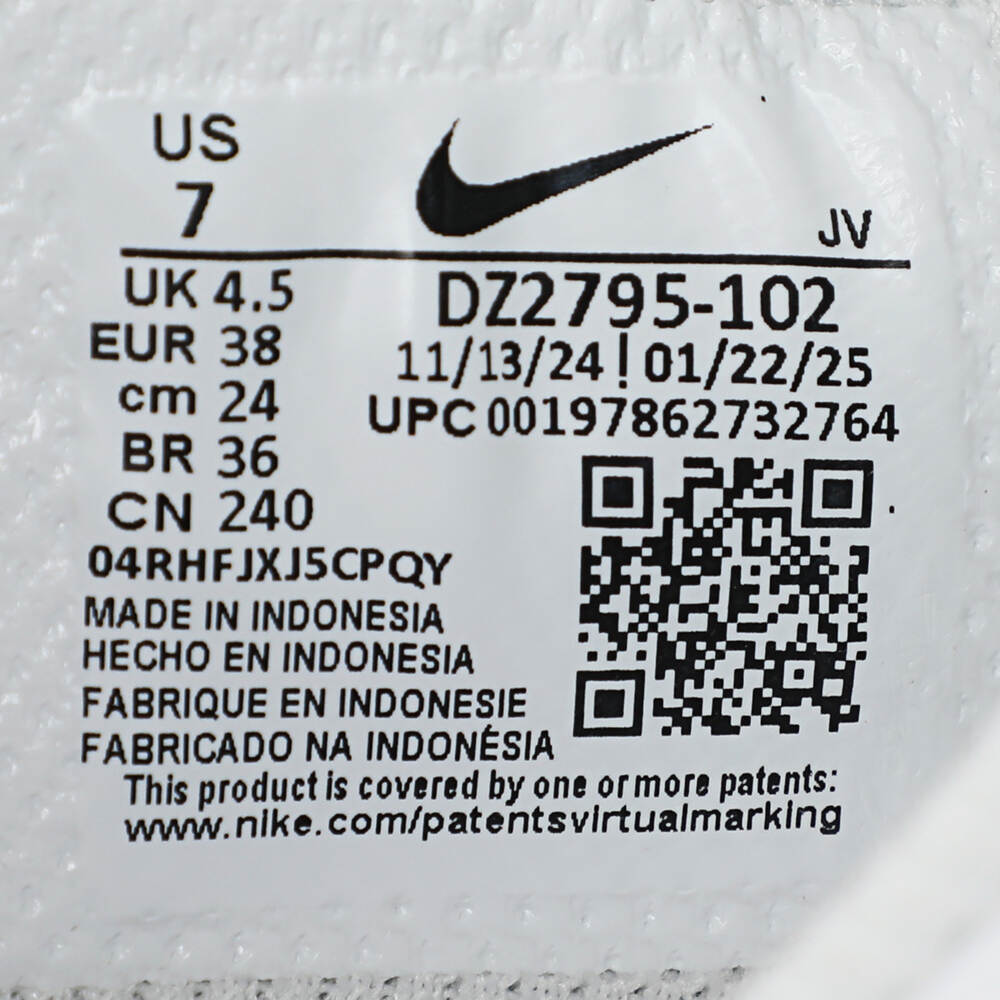 US
7
JV
UK 4.5
EUR 38
cm 24
BR 36
CN 240
DZ2795-102
11/13/24 | 01/22/25
UPC 00197862732764
04RHFJXJ5CPQY
MADE IN INDONESIA
HECHO EN INDONESIA
FABRIQUE EN INDONESIE
FABRICADO NA INDONÉSIA
This product is covered by one or more patents:
www.nike.com/patentsvirtualmarking